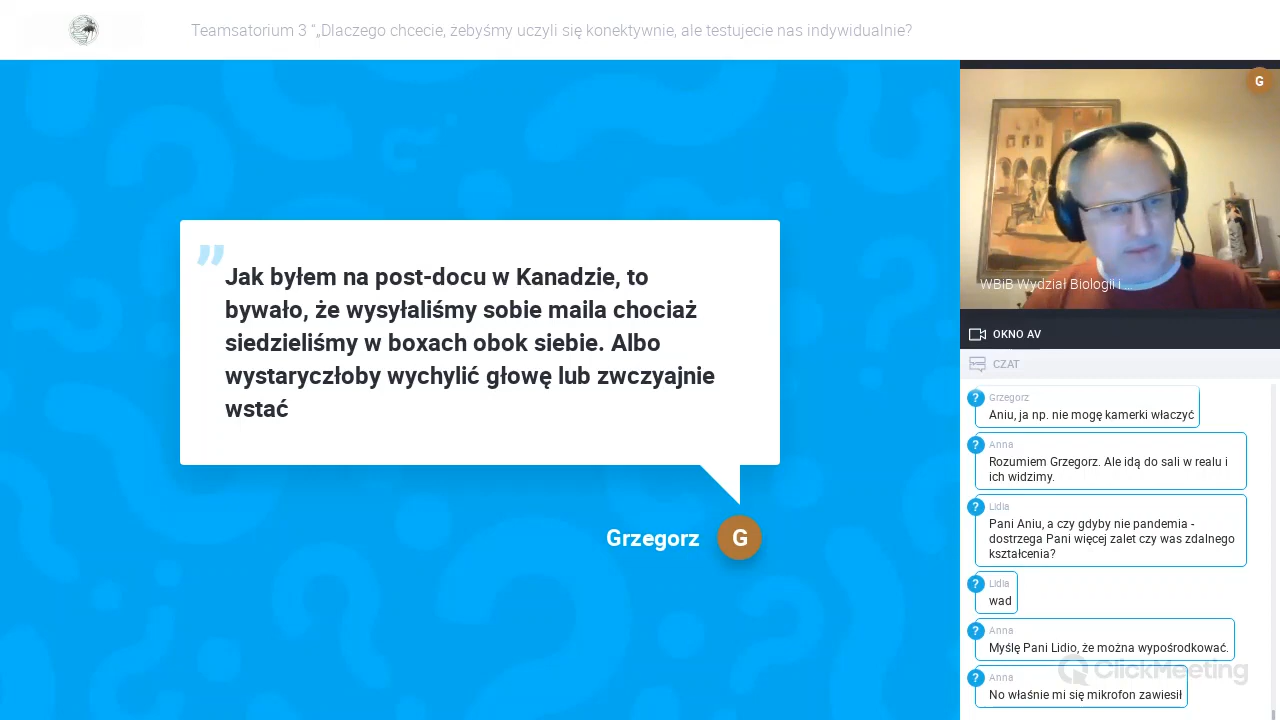 Teamsatorium 3 “„Dlaczego chcecie, żebyśmy uczyli się konektywnie, ale testujecie nas indywidualnie?
”
Jak byłem na post-docu w Kanadzie, to
bywało, że wysyłaliśmy sobie maila chociaż
siedzieliśmy w boxach obok siebie. Albo
wystaryczłoby wychylić głowę lub zwczyajnie
wstać
Grzegorz G
G
WBiB Wydział Biologii i ...
OKNO AV
CZAT
? Grzegorz
Aniu, ja np. nie mogę kamerki właczyć
? Anna
Rozumiem Grzegorz. Ale idą do sali w realu i
ich widzimy.
? Lidia
Pani Aniu, a czy gdyby nie pandemia -
dostrzega Pani więcej zalet czy was zdalnego
kształcenia?
? Lidia
wad
? Anna
Myślę Pani Lidio, że można wypośrodkować.
ClickMeeting
? Anna
No właśnie mi się mikrofon zawiesił